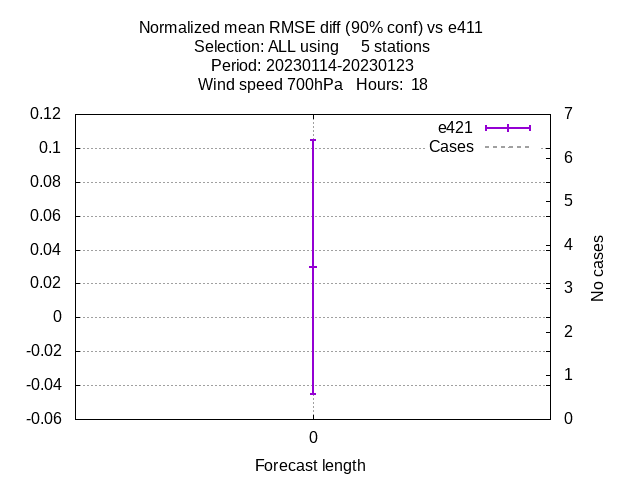 Normalized mean RMSE diff (90% conf) vs e411
Selection: ALL using     5 stations
Period: 20230114-20230123
Wind speed 700hPa   Hours:  18
0.12
0.1
0.08
0.06
0.04
0.02
0
-0.02
-0.04
-0.06
e421
Cases
7
6
5
4
3
2
1
0
No cases
0
Forecast length